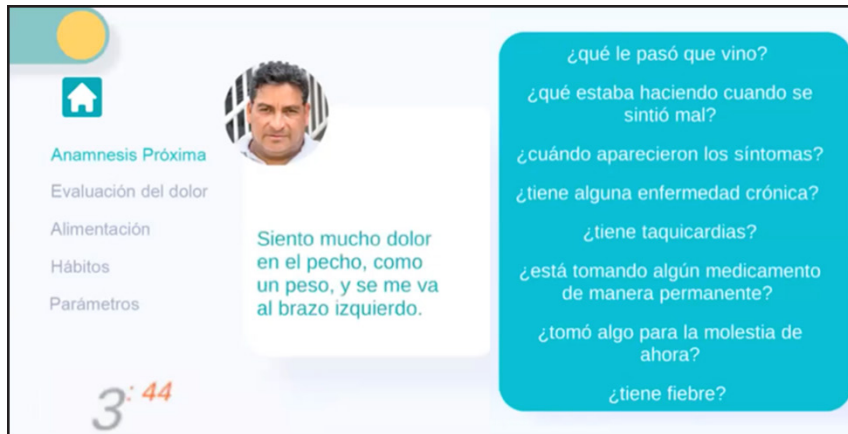 Anamnesis Próxima
Evaluación del dolor
Alimentación
Hábitos
Parámetros
3: 44
Siento mucho dolor
en el pecho, como
un peso, y se me va
al brazo izquierdo.
¿qué le pasó que vino?
¿qué estaba haciendo cuando se
sintió mal?
¿cuándo aparecieron los síntomas?
¿tiene alguna enfermedad crónica?
¿tiene taquicardias?
¿está tomando algún medicamento
de manera permanente?
¿tomó algo para la molestia de
ahora?
¿tiene fiebre?